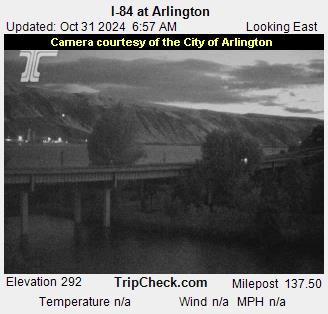 I-84 at Arlington
Updated: Oct 31 2024 6:57 AM Looking East
Camera courtesy of the City of Arlington
Elevation 292 TripCheck.com Milepost 137.50
Temperature n/a Wind n/a MPH n/a